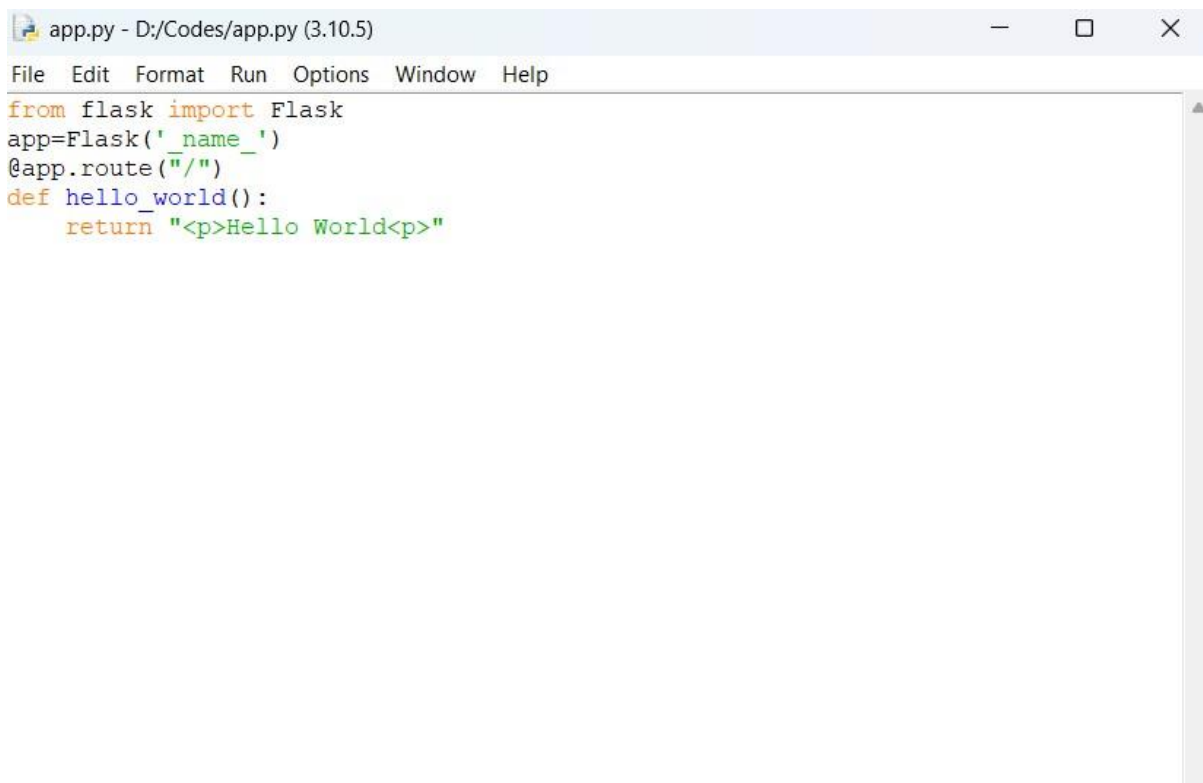 app.py - D:/Codes/app.py (3.10.5)
File Edit Format Run Options Window Help
from flask import Flask
app=Flask('_name_')
@app.route("/")
def hello_world():
    return "<p>Hello World<p>"